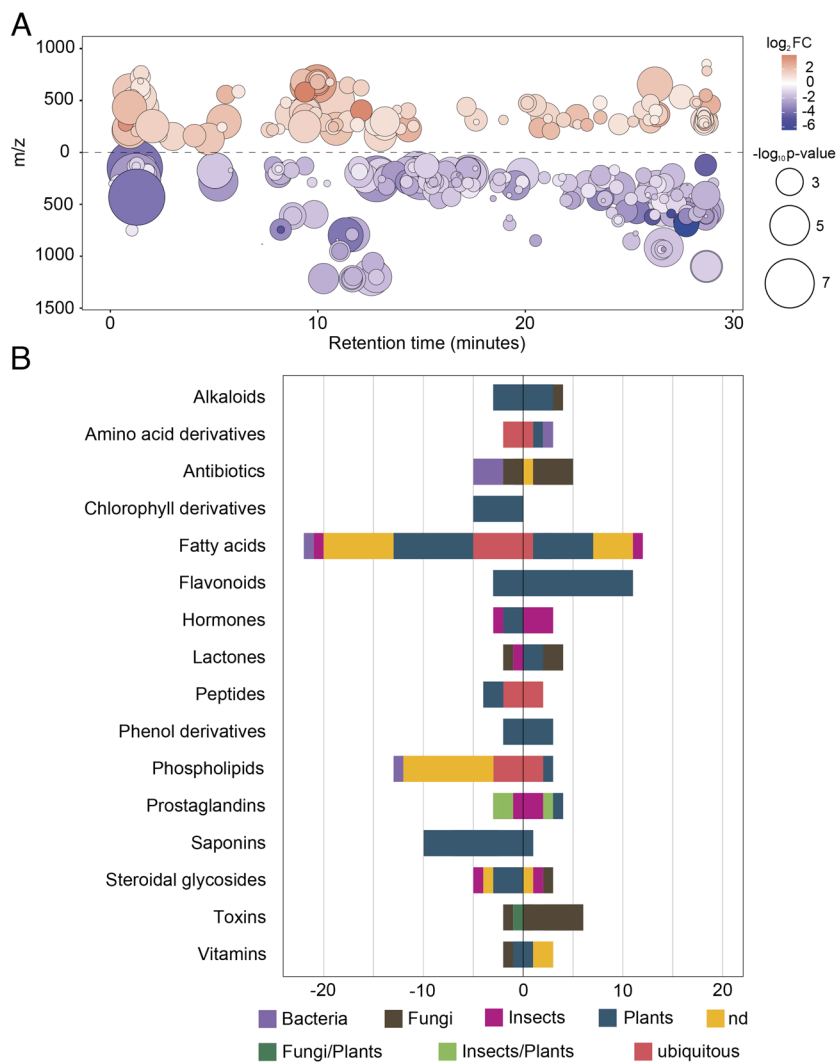 A
log₂FC
1000
500
0
500
1000
1500
m/z
2
0
-2
-4
-6
-log₁₀p-value
3
5
7
0 10 20 30
Retention time (minutes)
B
Alkaloids
Amino acid derivatives
Antibiotics
Chlorophyll derivatives
Fatty acids
Flavonoids
Hormones
Lactones
Peptides
Phenol derivatives
Phospholipids
Prostaglandins
Saponins
Steroidal glycosides
Toxins
Vitamins
-20 -10 0 10 20
Bacteria Fungi Insects Plants nd
Fungi/Plants Insects/Plants ubiquitous